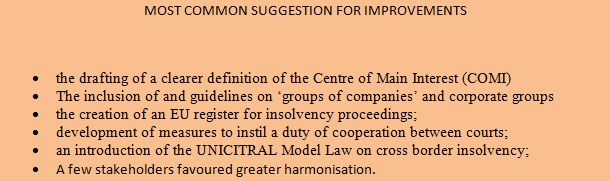 MOST COMMON SUGGESTION FOR IMPROVEMENTS
• the drafting of a clearer definition of the Centre of Main Interest (COMI)
• The inclusion of and guidelines on ‘groups of companies’ and corporate groups
• the creation of an EU register for insolvency proceedings;
• development of measures to instil a duty of cooperation between courts;
• an introduction of the UNICITRAL Model Law on cross border insolvency;
• A few stakeholders favoured greater harmonisation.